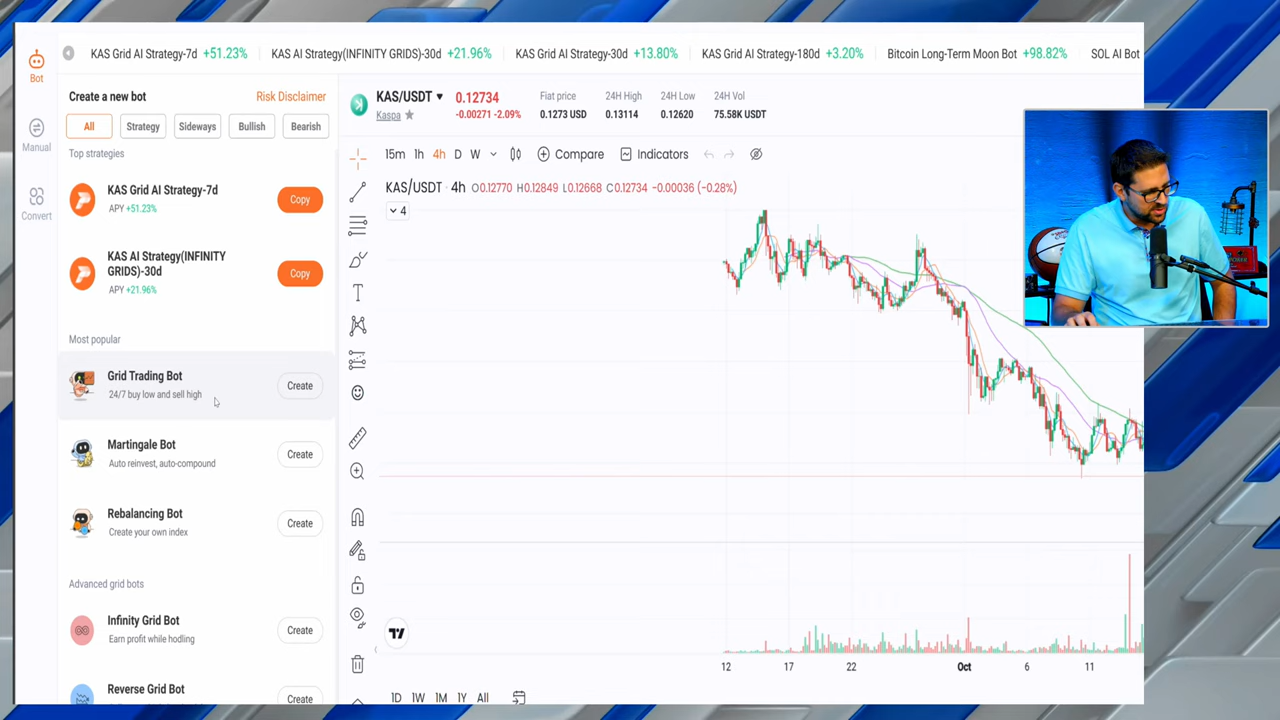 KAS Grid AI Strategy-7d +51.23%
KAS AI Strategy(INFINITY GRIDS)-30d +21.96%
KAS Grid AI Strategy-30d +13.80%
KAS Grid AI Strategy-180d +3.20%
Bitcoin Long-Term Moon Bot +98.82%
SOL AI Bot
Bot
Manual
Convert
Create a new bot
Risk Disclaimer
All
Strategy
Sideways
Bullish
Bearish
Top strategies
KAS Grid AI Strategy-7d
APY +51.23%
Copy
KAS AI Strategy(INFINITY
GRIDS)-30d
APY +21.96%
Copy
Most popular
Grid Trading Bot
24/7 buy low and sell high
Create
Martingale Bot
Auto reinvest, auto-compound
Create
Rebalancing Bot
Create your own index
Create
Advanced grid bots
Infinity Grid Bot
Earn profit while hodling
Create
Reverse Grid Bot
Create
KAS/USDT
Kaspa
0.12734
-0.00271 -2.09%
Fiat price
0.1273 USD
24H High
0.13114
24H Low
0.12620
24H Vol
75.58K USDT
15m 1h 4h D W
Compare
Indicators
KAS/USDT · 4h O0.12770 H0.12849 L0.12668 C0.12734 -0.00036 (-0.28%)
4
12 17 22 Oct 6 11
1D 1W 1M 1Y All